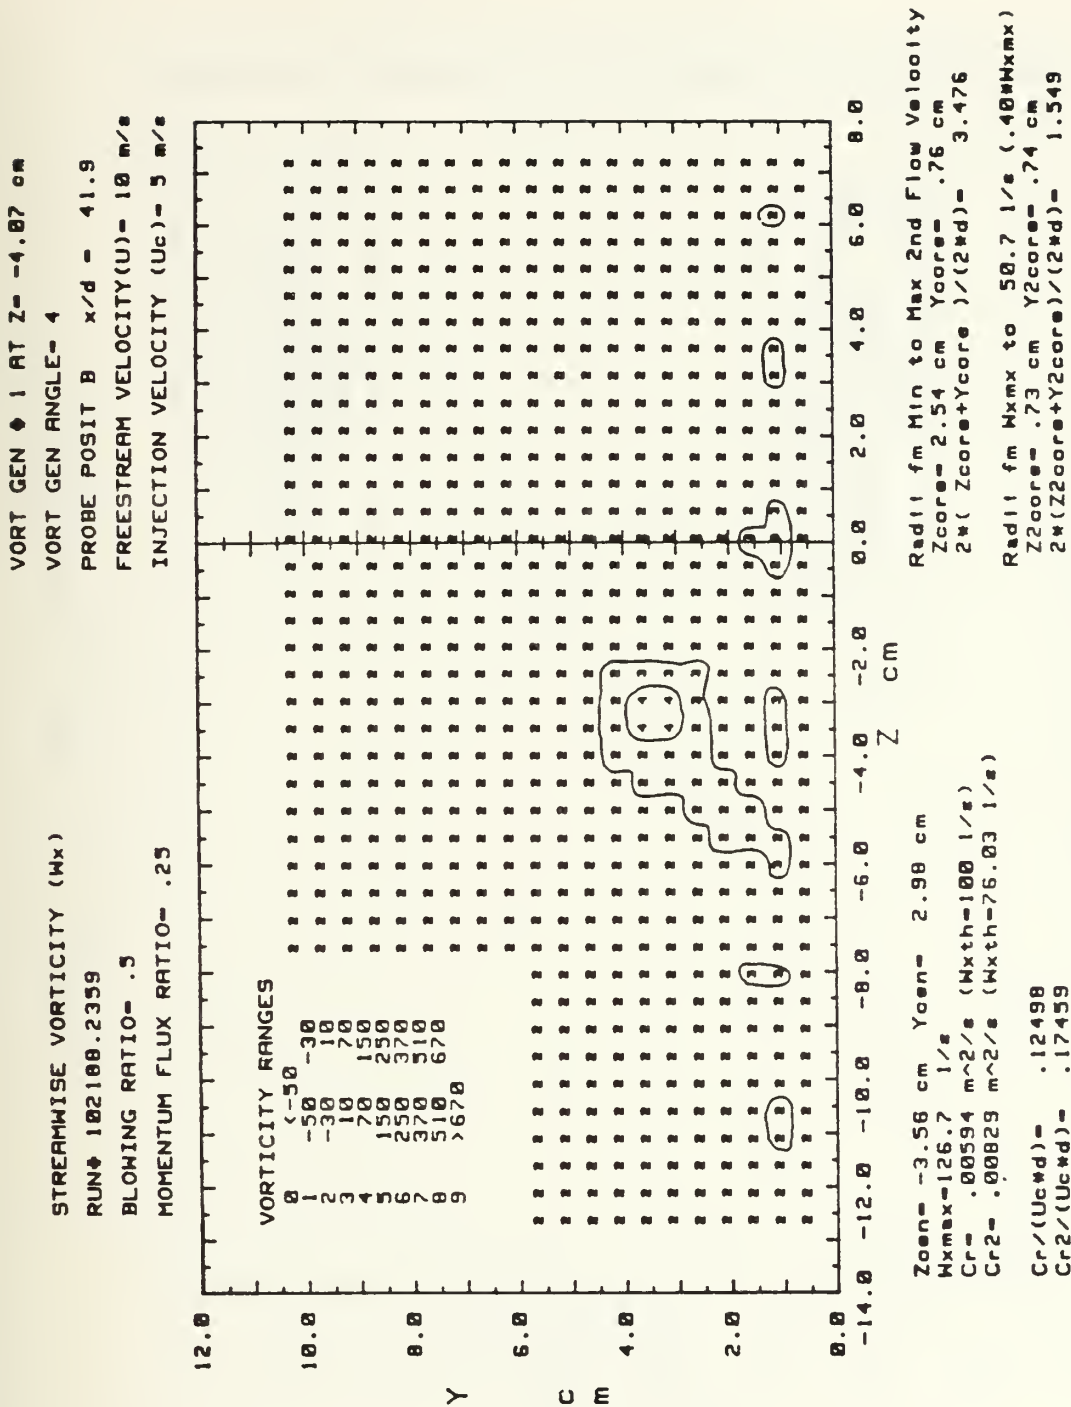 STREAMWISE VORTICITY (Wx)
RUN# 102188.2359
BLOWING RATIO= .5
MOMENTUM FLUX RATIO= .25
VORT GEN # 1 AT Z= -4.07 cm
VORT GEN ANGLE= 4
PROBE POSIT B x/d = 41.9
FREESTREAM VELOCITY(U)= 10 m/s
INJECTION VELOCITY (Uc)= 5 m/s
VORTICITY RANGES
0 <-50
1 -50 -30
2 -30 10
3 10 70
4 70 150
5 150 250
6 250 370
7 370 510
8 510 670
9 >670
12.0
10.0
8.0
6.0
4.0
2.0
0.0
Y cm
-14.0 -12.0 -10.0 -8.0 -6.0 -4.0 -2.0 0.0 2.0 4.0 6.0 8.0
Z cm
Zcen= -3.56 cm Ycen= 2.98 cm
Wxmax=126.7 1/s
Cr= .00594 m^2/s (Wxth=100 1/s)
Cr2= .00829 m^2/s (Wxth=76.03 1/s)
Cr/(Uc*d)= .12498
Cr2/(Uc*d)= .17459
Radii fm Min to Max 2nd Flow Velocity
Zcore= 2.54 cm Ycore= .76 cm
2*( Zcore+Ycore )/(2*d)= 3.476
Radii fm Wxmx to 50.7 1/s (.40*Wxmx)
Z2core= .73 cm Y2core= .74 cm
2*(Z2core+Y2core)/(2*d)= 1.549